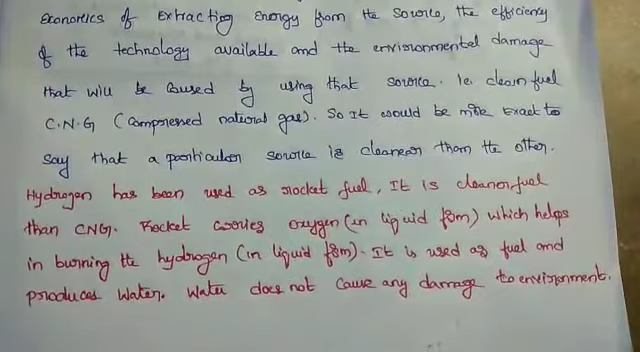 Economics of Extracting Energy from the source, the efficiency
of the technology available and the environmental damage
that will be Caused by using that source. ie. clean fuel
C.N.G (Compressed natural gas). So It would be more Exact to
say that a particular source is cleaner than the other.
Hydrogen has been used as rocket fuel, It is cleaner fuel
than CNG. Rocket carries oxygen (in liquid form) which helps
in burning the hydrogen (in liquid form). It is used as fuel and
produces Water. Water does not Cause any damage to environment.